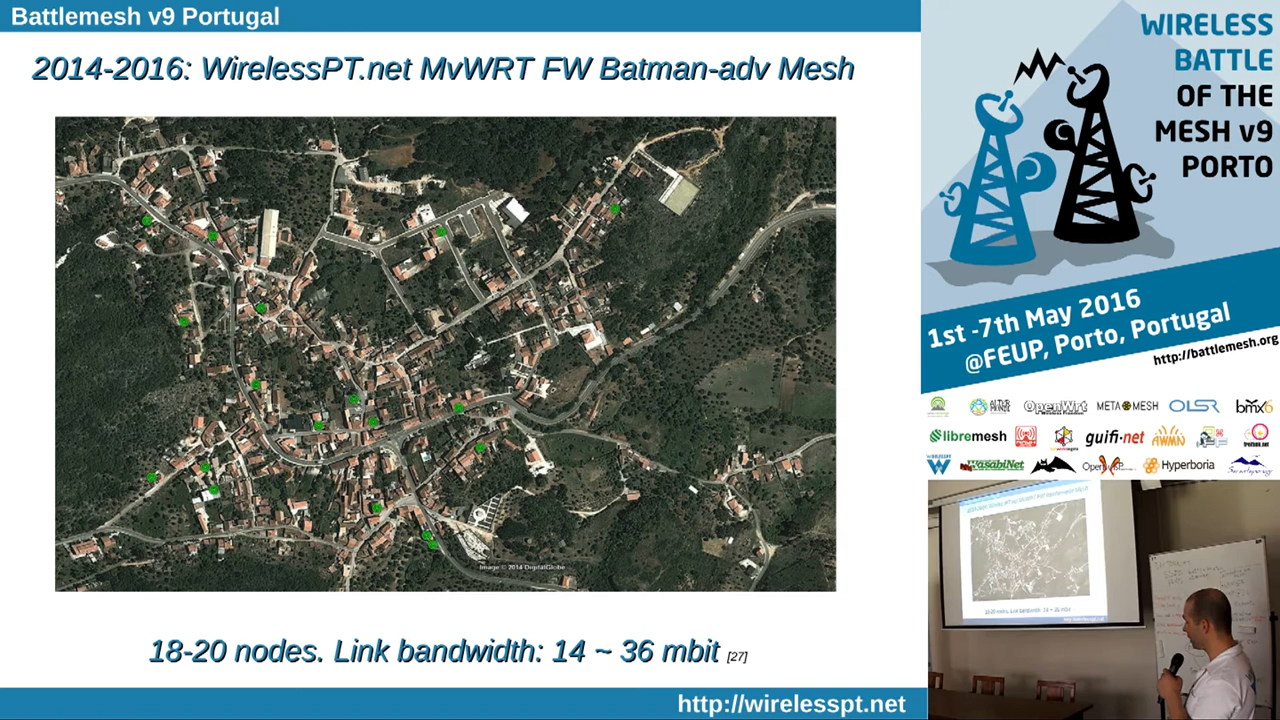 Battlemesh v9 Portugal
2014-2016: WirelessPT.net MvWRT FW Batman-adv Mesh
Image © 2014 DigitalGlobe
18-20 nodes. Link bandwidth: 14 ~ 36 mbit [27]
http://wirelesspt.net
WIRELESS
BATTLE
OF THE
MESH v9
PORTO
1st -7th May 2016
@FEUP, Porto, Portugal
http://battlemesh.org
OpenWrt METAMESH OLSR bmx6
libremesh guifi·net AWMN
WasabiNet Hyperboria